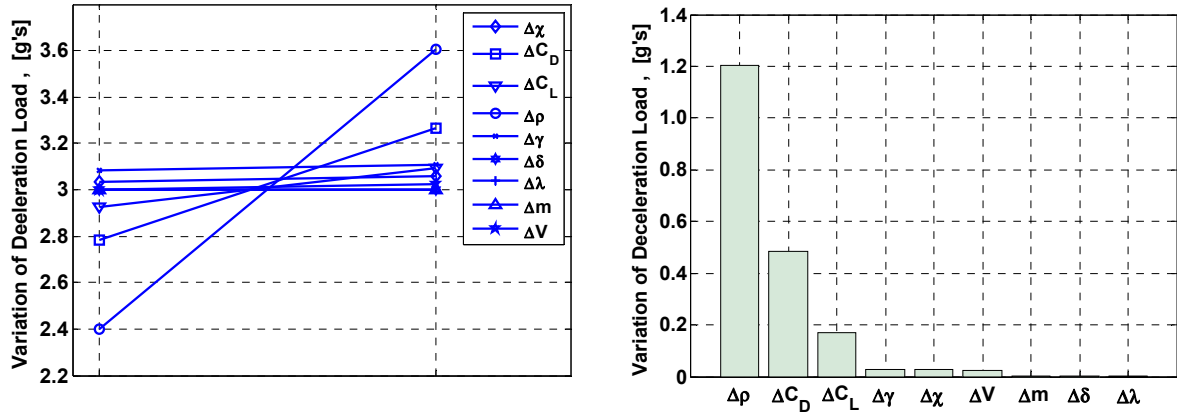 Variation of Deceleration Load , [g's]
3.6
3.4
3.2
3
2.8
2.6
2.4
2.2
Δχ
ΔC_D
ΔC_L
Δρ
Δγ
Δδ
Δλ
Δm
ΔV
Variation of Deceleration Load , [g's]
1.4
1.2
1.0
0.8
0.6
0.4
0.2
0
Δρ ΔC_D ΔC_L Δγ Δχ ΔV Δm Δδ Δλ